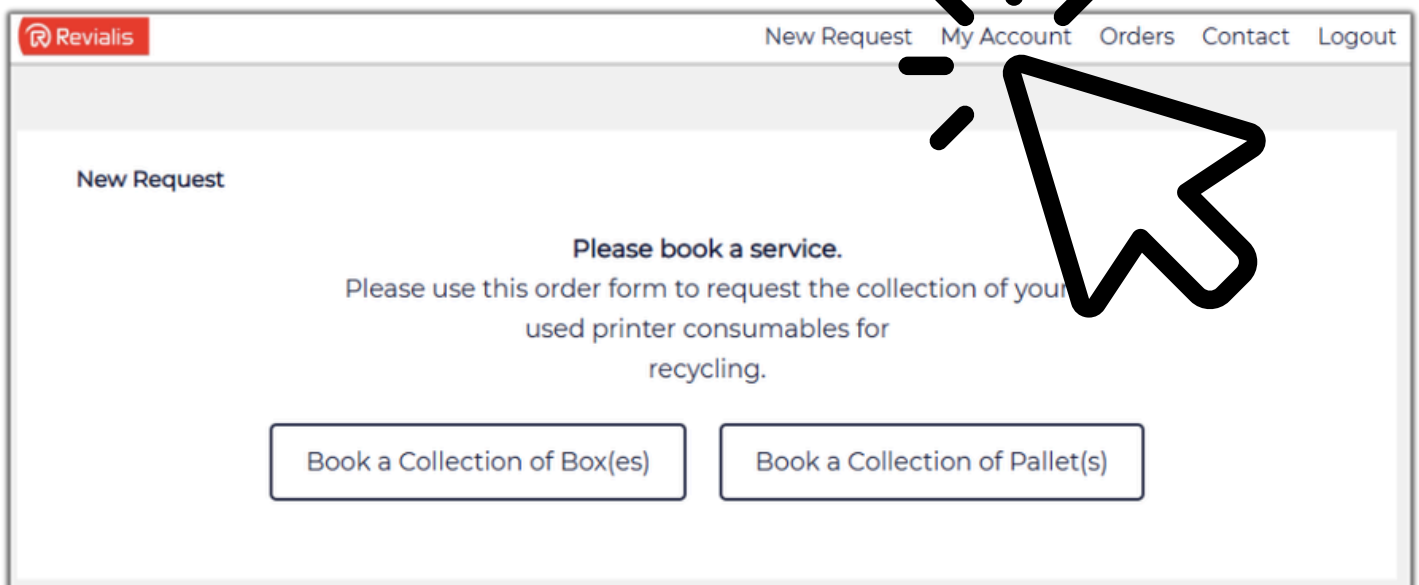 Revialis
New Request My Account Orders Contact Logout
New Request
Please book a service.
Please use this order form to request the collection of your
used printer consumables for
recycling.
Book a Collection of Box(es) Book a Collection of Pallet(s)